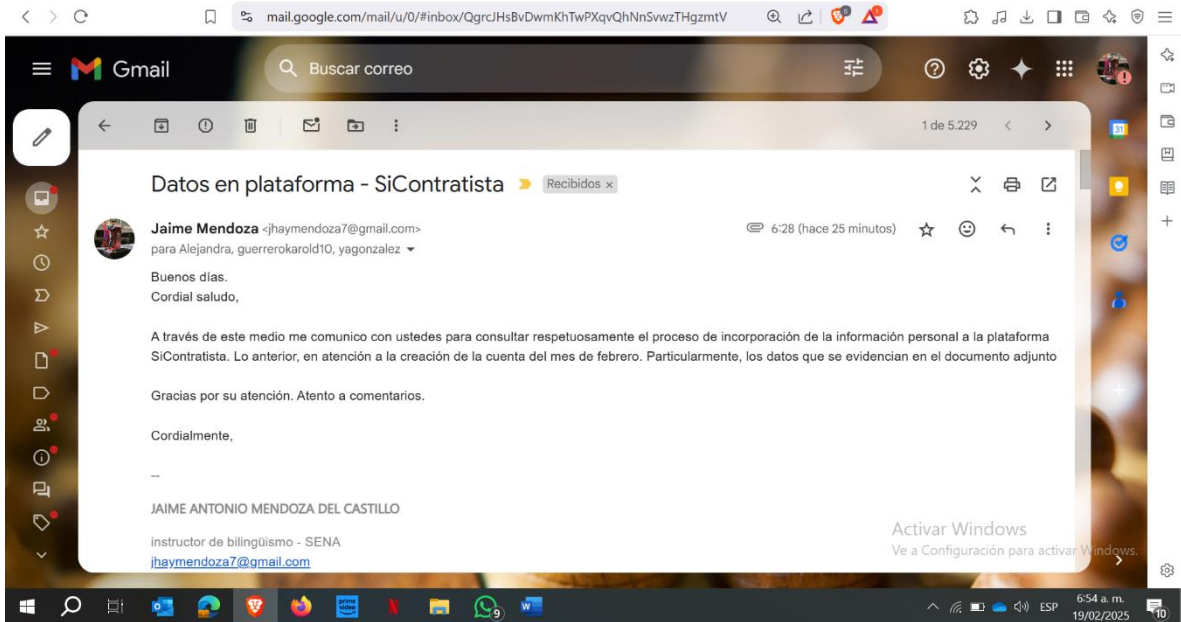 mail.google.com/mail/u/0/#inbox/QgrcJHsBvDwmKhTwPXqvQhNnSvwzTHgzmtV
Gmail
Buscar correo
1 de 5.229
31
Datos en plataforma - SiContratista
Recibidos x
Jaime Mendoza <jhaymendoza7@gmail.com>
6:28 (hace 25 minutos)
para Alejandra, guerrerokarold10, yagonzalez
Buenos días.
Cordial saludo,
A través de este medio me comunico con ustedes para consultar respetuosamente el proceso de incorporación de la información personal a la plataforma
SiContratista. Lo anterior, en atención a la creación de la cuenta del mes de febrero. Particularmente, los datos que se evidencian en el documento adjunto
Gracias por su atención. Atento a comentarios.
Cordialmente,
--
JAIME ANTONIO MENDOZA DEL CASTILLO
instructor de bilingüismo - SENA
jhaymendoza7@gmail.com
Activar Windows
Ve a Configuración para activar Windows.
prime video
N
9
W
ESP
6:54 a. m.
19/02/2025
10